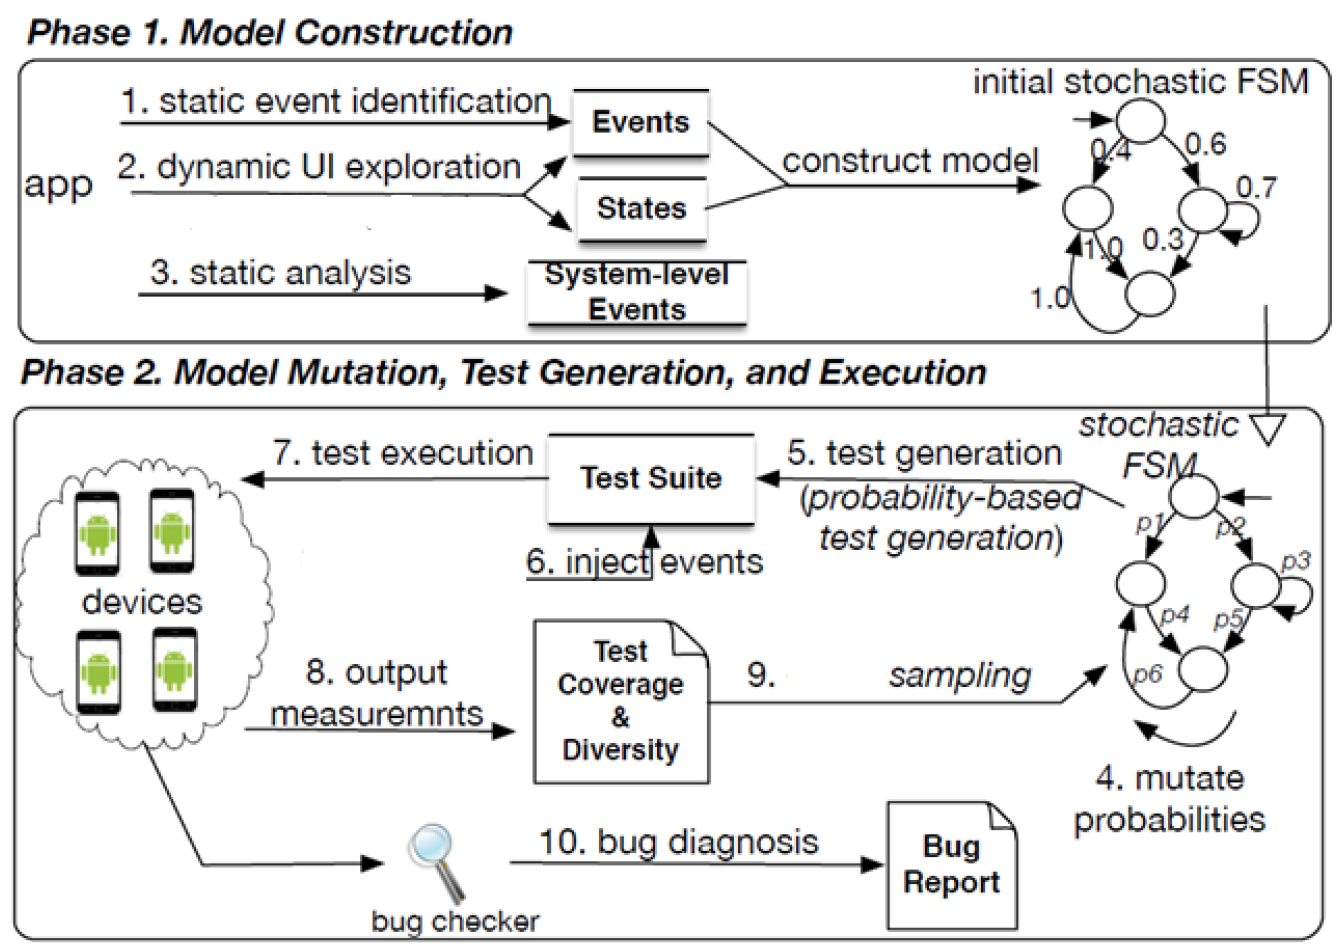 Phase 1. Model Construction
initial stochastic FSM
1. static event identification
Events
0.4
0.6
construct model
2. dynamic UI exploration
app
0.7
States
1.0
0.3
3. static analysis
System-level
Events
1.0
Phase 2. Model Mutation, Test Generation, and Execution
stochastic
FSM
7. test execution
Test Suite
5. test generation
(probability-based
test generation)
p1
p2
6. inject events
p3
devices
p4
p5
Test
Coverage
&
Diversity
8. output
measuremnts
9.
sampling
p6
4. mutate
probabilities
10. bug diagnosis
Bug
Report
bug checker